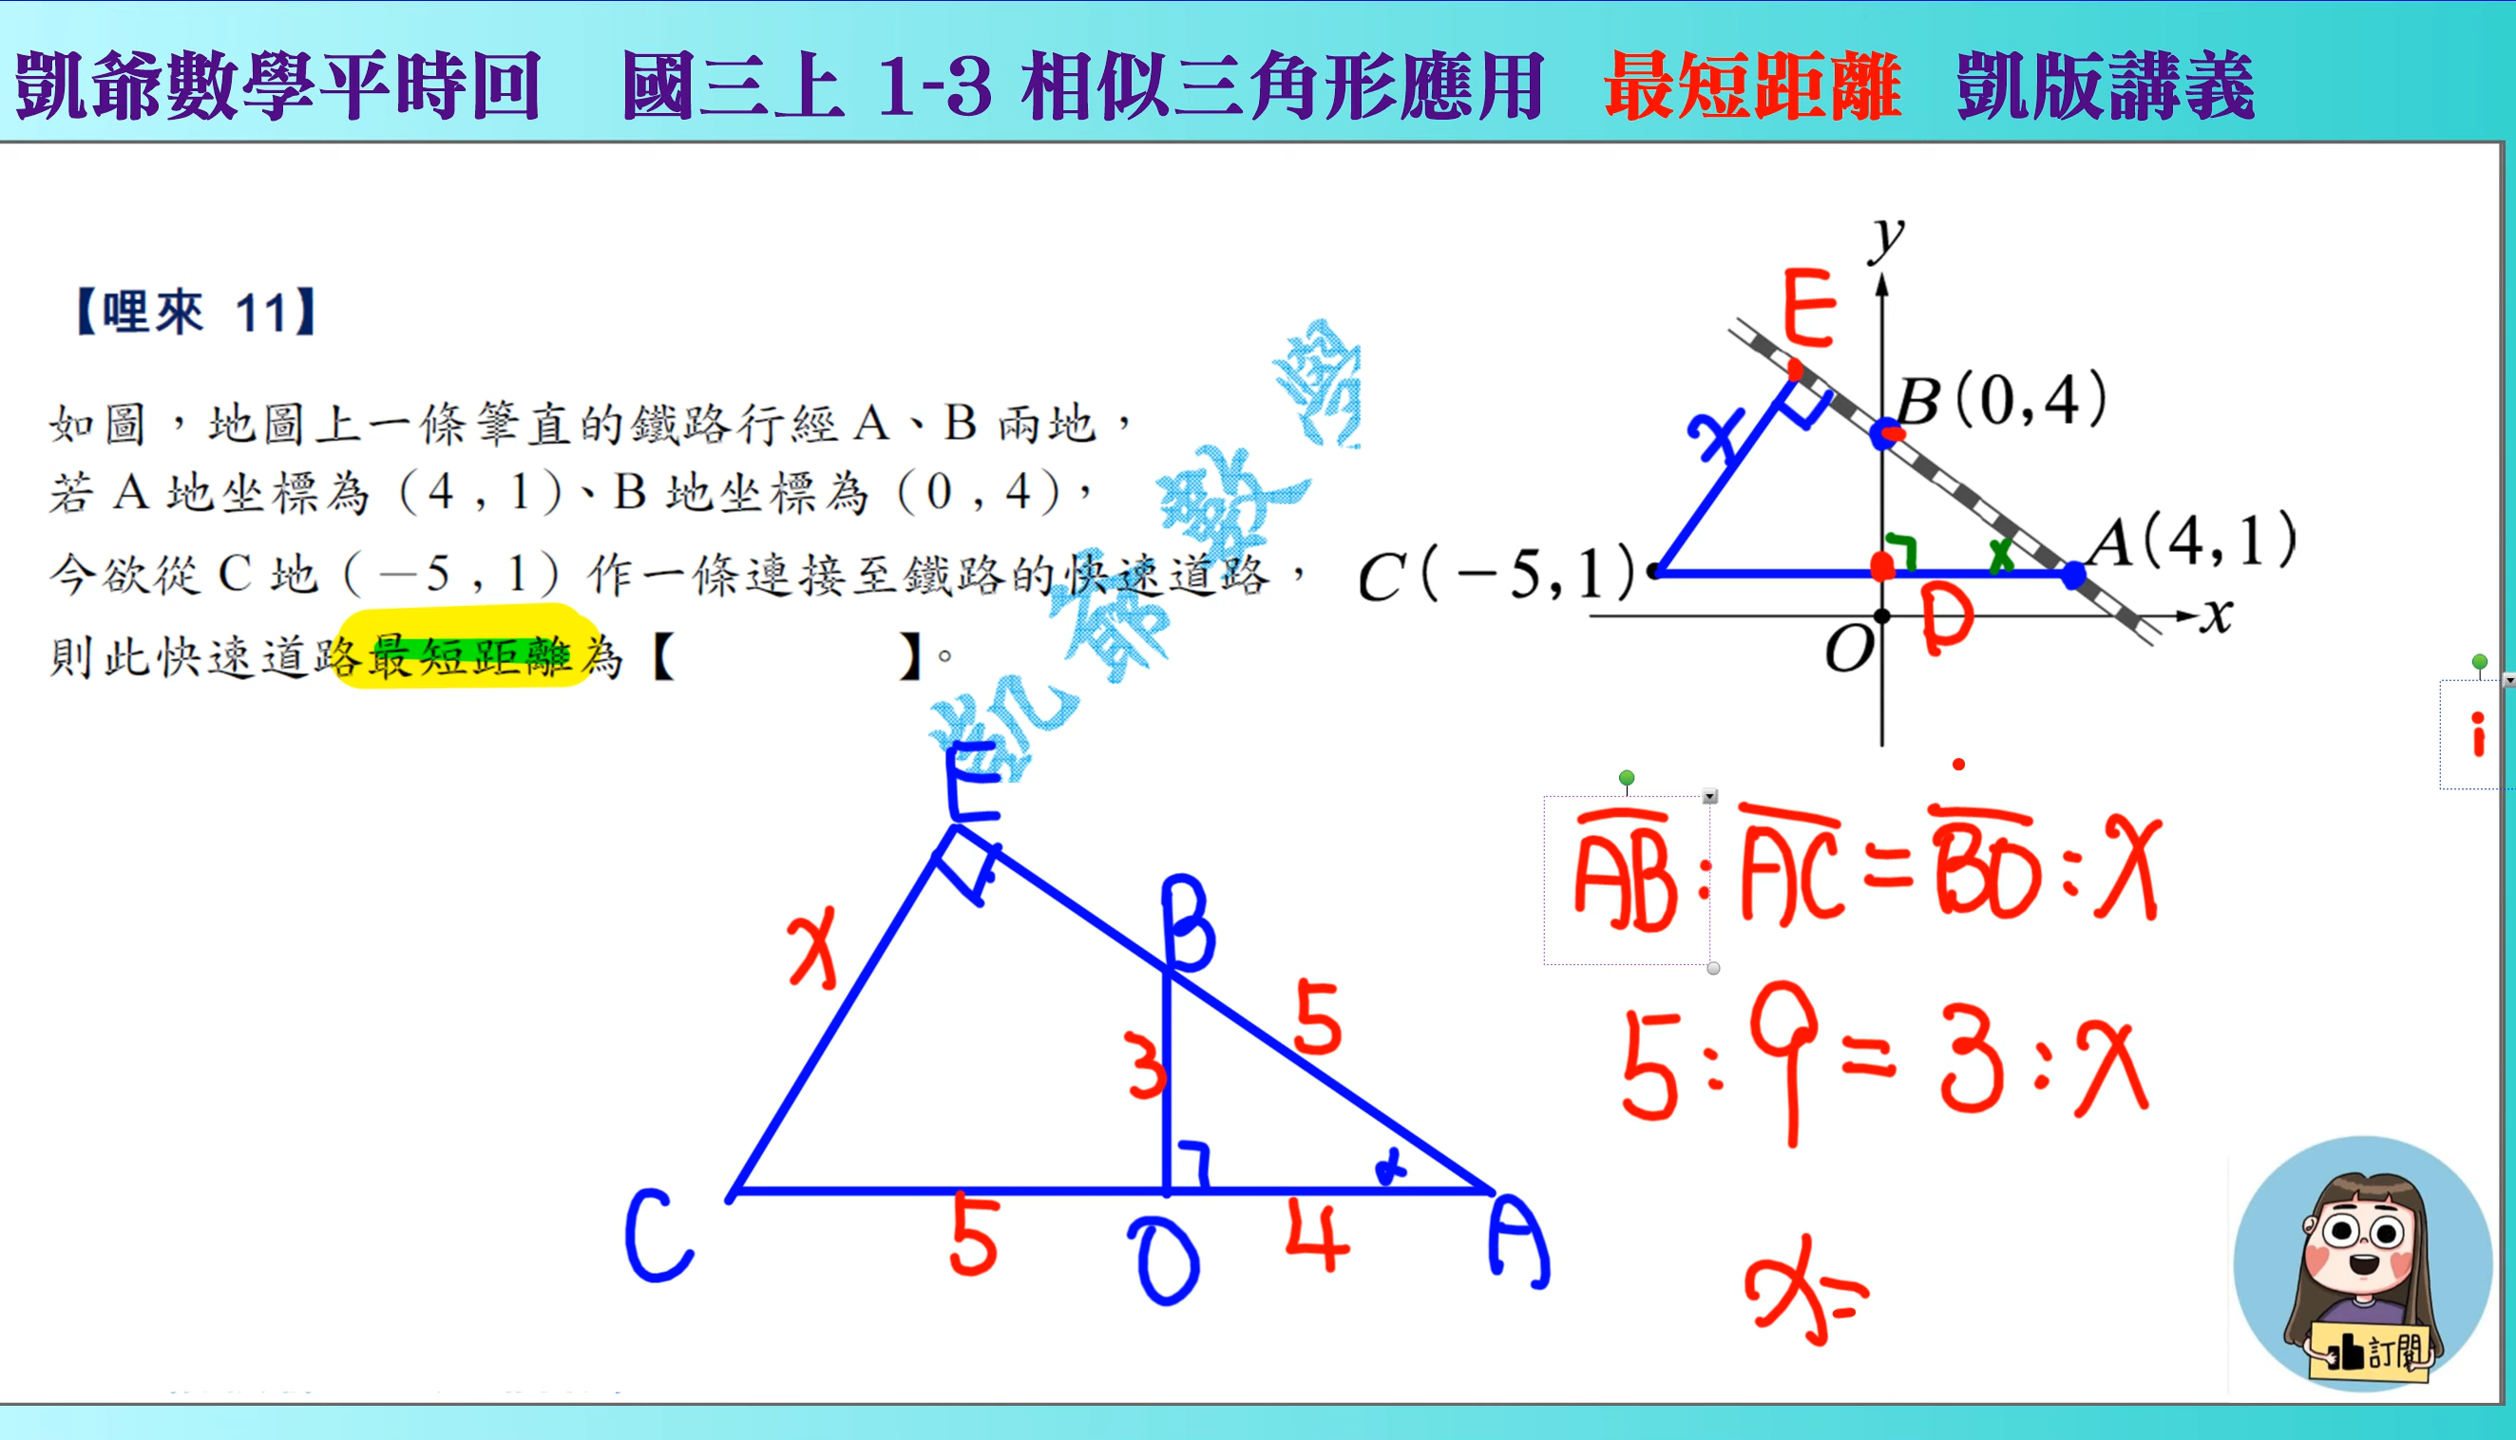 凱爺數學平時回 國三上 1-3 相似三角形應用 最短距離 凱版講義
【哩來 11】
如圖，地圖上一條筆直的鐵路行經 A、B 兩地，
若 A 地坐標為（4，1）、B 地坐標為（0，4），
今欲從 C 地（－5，1）作一條連接至鐵路的快速道路，
則此快速道路最短距離為【 】。
凱爺數學
y
E
B(0,4)
x
A(4,1)
C(－5,1)
x
D
x
O
i
E
AB:AC=BD:x
B
x
5
3
5:9=3:x
C
5
D
4
A
x=
訂閱